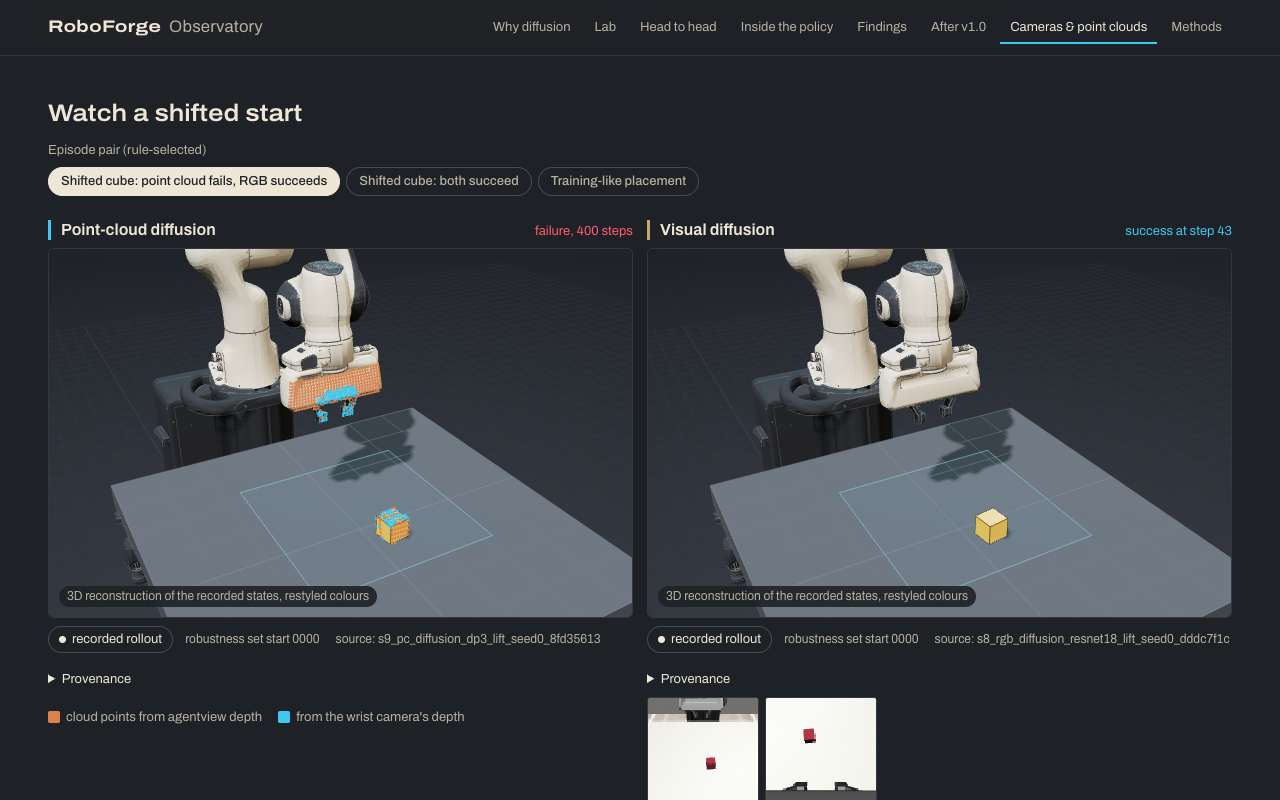 RoboForge Observatory
Why diffusion
Lab
Head to head
Inside the policy
Findings
After v1.0
Cameras & point clouds
Methods
Watch a shifted start
Episode pair (rule-selected)
Shifted cube: point cloud fails, RGB succeeds
Shifted cube: both succeed
Training-like placement
Point-cloud diffusion
failure, 400 steps
Visual diffusion
success at step 43
3D reconstruction of the recorded states, restyled colours
3D reconstruction of the recorded states, restyled colours
recorded rollout
robustness set start 0000
source: s9_pc_diffusion_dp3_lift_seed0_8fd35613
recorded rollout
robustness set start 0000
source: s8_rgb_diffusion_resnet18_lift_seed0_dddc7f1c
Provenance
Provenance
cloud points from agentview depth
from the wrist camera's depth